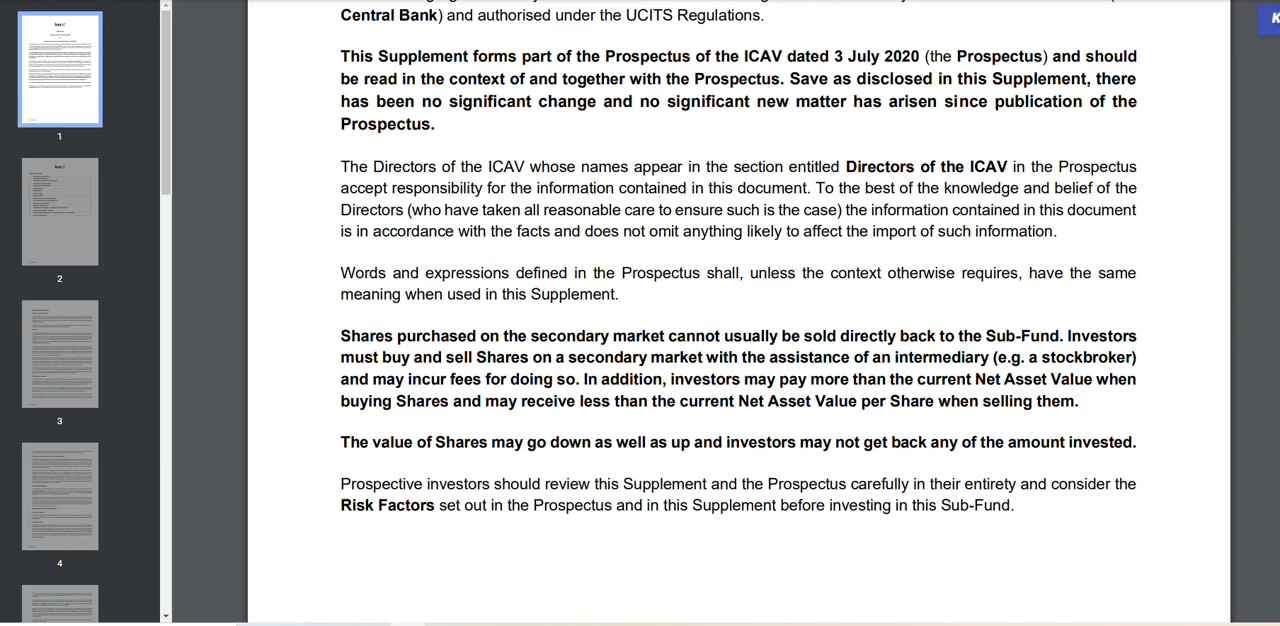 Central Bank) and authorised under the UCITS Regulations.
This Supplement forms part of the Prospectus of the ICAV dated 3 July 2020 (the Prospectus) and should
be read in the context of and together with the Prospectus. Save as disclosed in this Supplement, there
has been no significant change and no significant new matter has arisen since publication of the
Prospectus.
The Directors of the ICAV whose names appear in the section entitled Directors of the ICAV in the Prospectus
accept responsibility for the information contained in this document. To the best of the knowledge and belief of the
Directors (who have taken all reasonable care to ensure such is the case) the information contained in this document
is in accordance with the facts and does not omit anything likely to affect the import of such information.
Words and expressions defined in the Prospectus shall, unless the context otherwise requires, have the same
meaning when used in this Supplement.
Shares purchased on the secondary market cannot usually be sold directly back to the Sub-Fund. Investors
must buy and sell Shares on a secondary market with the assistance of an intermediary (e.g. a stockbroker)
and may incur fees for doing so. In addition, investors may pay more than the current Net Asset Value when
buying Shares and may receive less than the current Net Asset Value per Share when selling them.
The value of Shares may go down as well as up and investors may not get back any of the amount invested.
Prospective investors should review this Supplement and the Prospectus carefully in their entirety and consider the
Risk Factors set out in the Prospectus and in this Supplement before investing in this Sub-Fund.
1
2
3
4
K